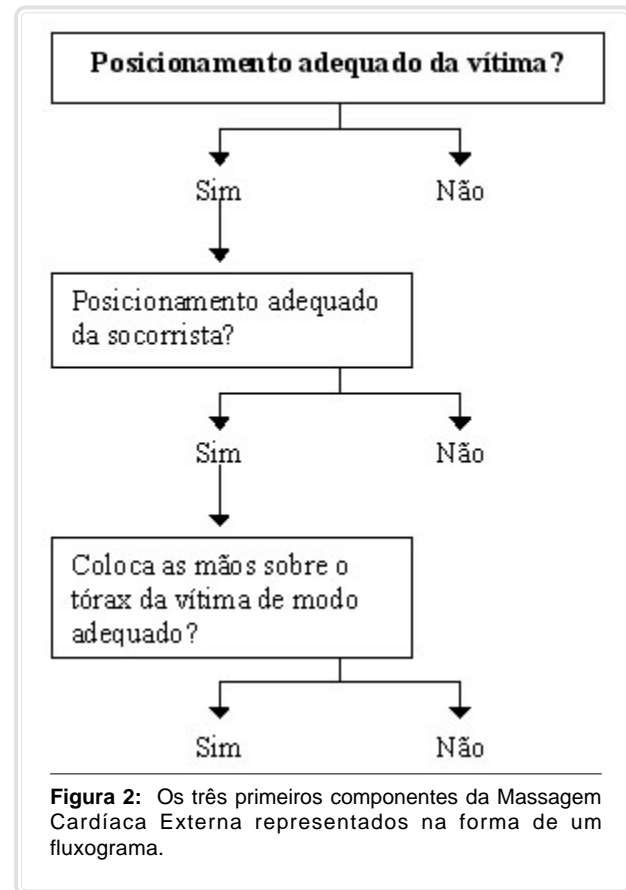 Posicionamento adequado da vítima?
Sim Não
Posicionamento adequado
da socorrista?
Sim Não
Coloca as mãos sobre o
tórax da vítima de modo
adequado?
Sim Não
Figura 2: Os três primeiros componentes da Massagem
Cardíaca Externa representados na forma de um
fluxograma.